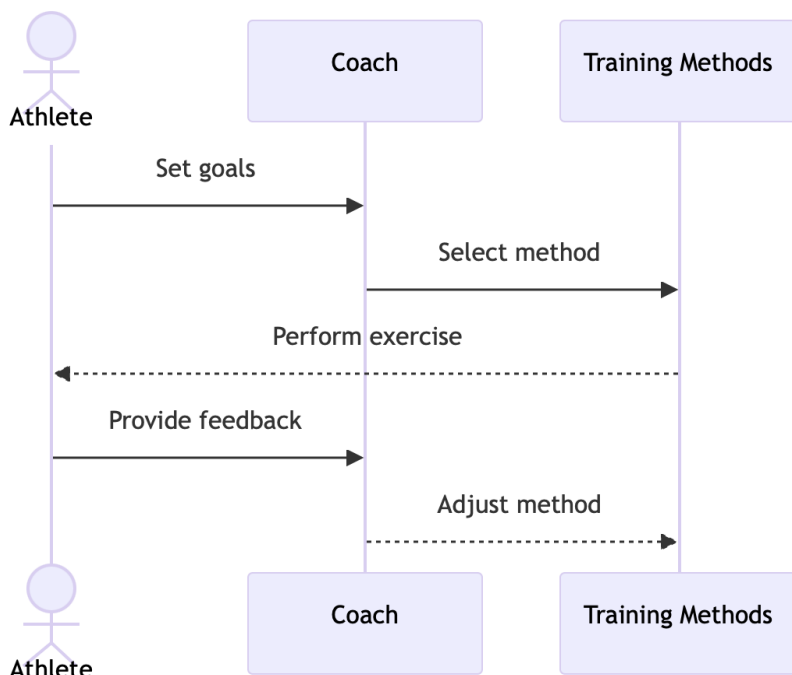 Athlete
Coach
Training Methods
Set goals
Select method
Perform exercise
Provide feedback
Adjust method
Athlete
Coach
Training Methods